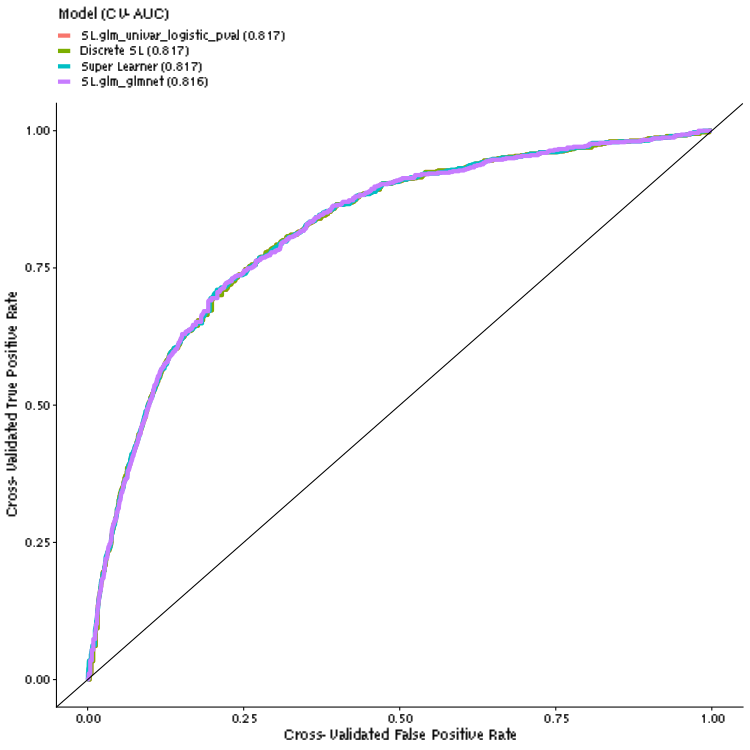 Model (CV- AUC)
SL.glm_univar_logistic_pval (0.817)
Discrete SL (0.817)
Super Learner (0.817)
SL.glm_glmnet (0.816)
1.00
0.75
0.50
0.25
0.00
Cross- Validated True Positive Rate
0.00 0.25 0.50 0.75 1.00
Cross- Validated False Positive Rate